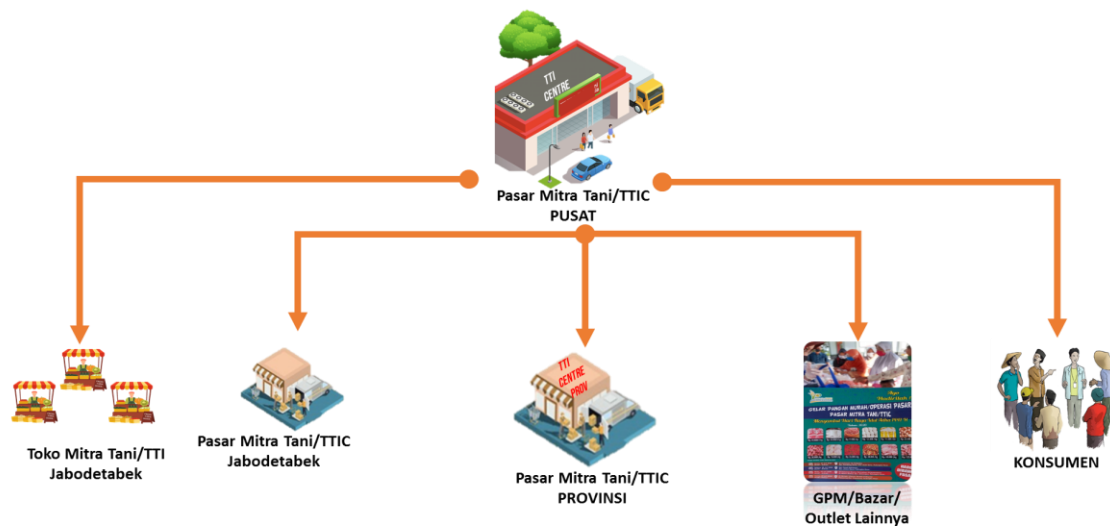 TTI
CENTRE
Pasar Mitra Tani/TTIC
PUSAT
Toko Mitra Tani/TTI
Jabodetabek
Pasar Mitra Tani/TTIC
Jabodetabek
TTI
CENTRE
PROV
Pasar Mitra Tani/TTIC
PROVINSI
GELAR PANGAN MURAH/OPERASI PASAR
PASAR MITRA TANI/TTIC
GPM/Bazar/
Outlet Lainnya
KONSUMEN